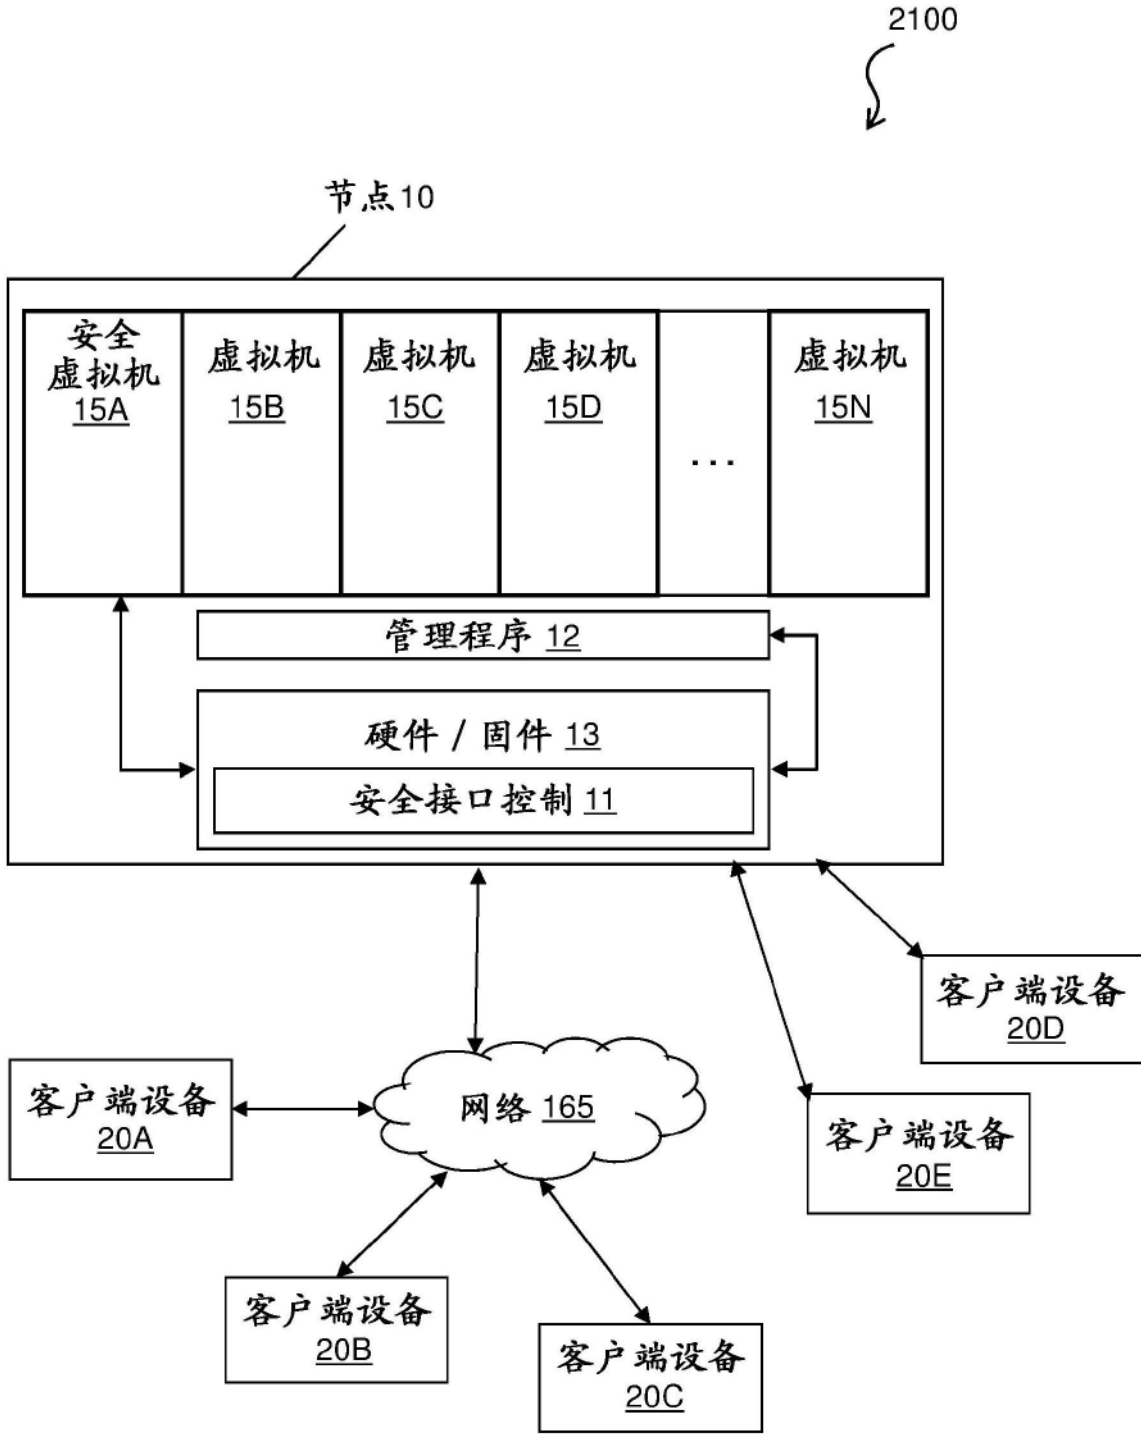 2100
节点10
安全
虚拟机
15A
虚拟机
15B
虚拟机
15C
虚拟机
15D
...
虚拟机
15N
管理程序 12
硬件 / 固件 13
安全接口控制 11
客户端设备
20D
客户端设备
20A
网络 165
客户端设备
20E
客户端设备
20B
客户端设备
20C